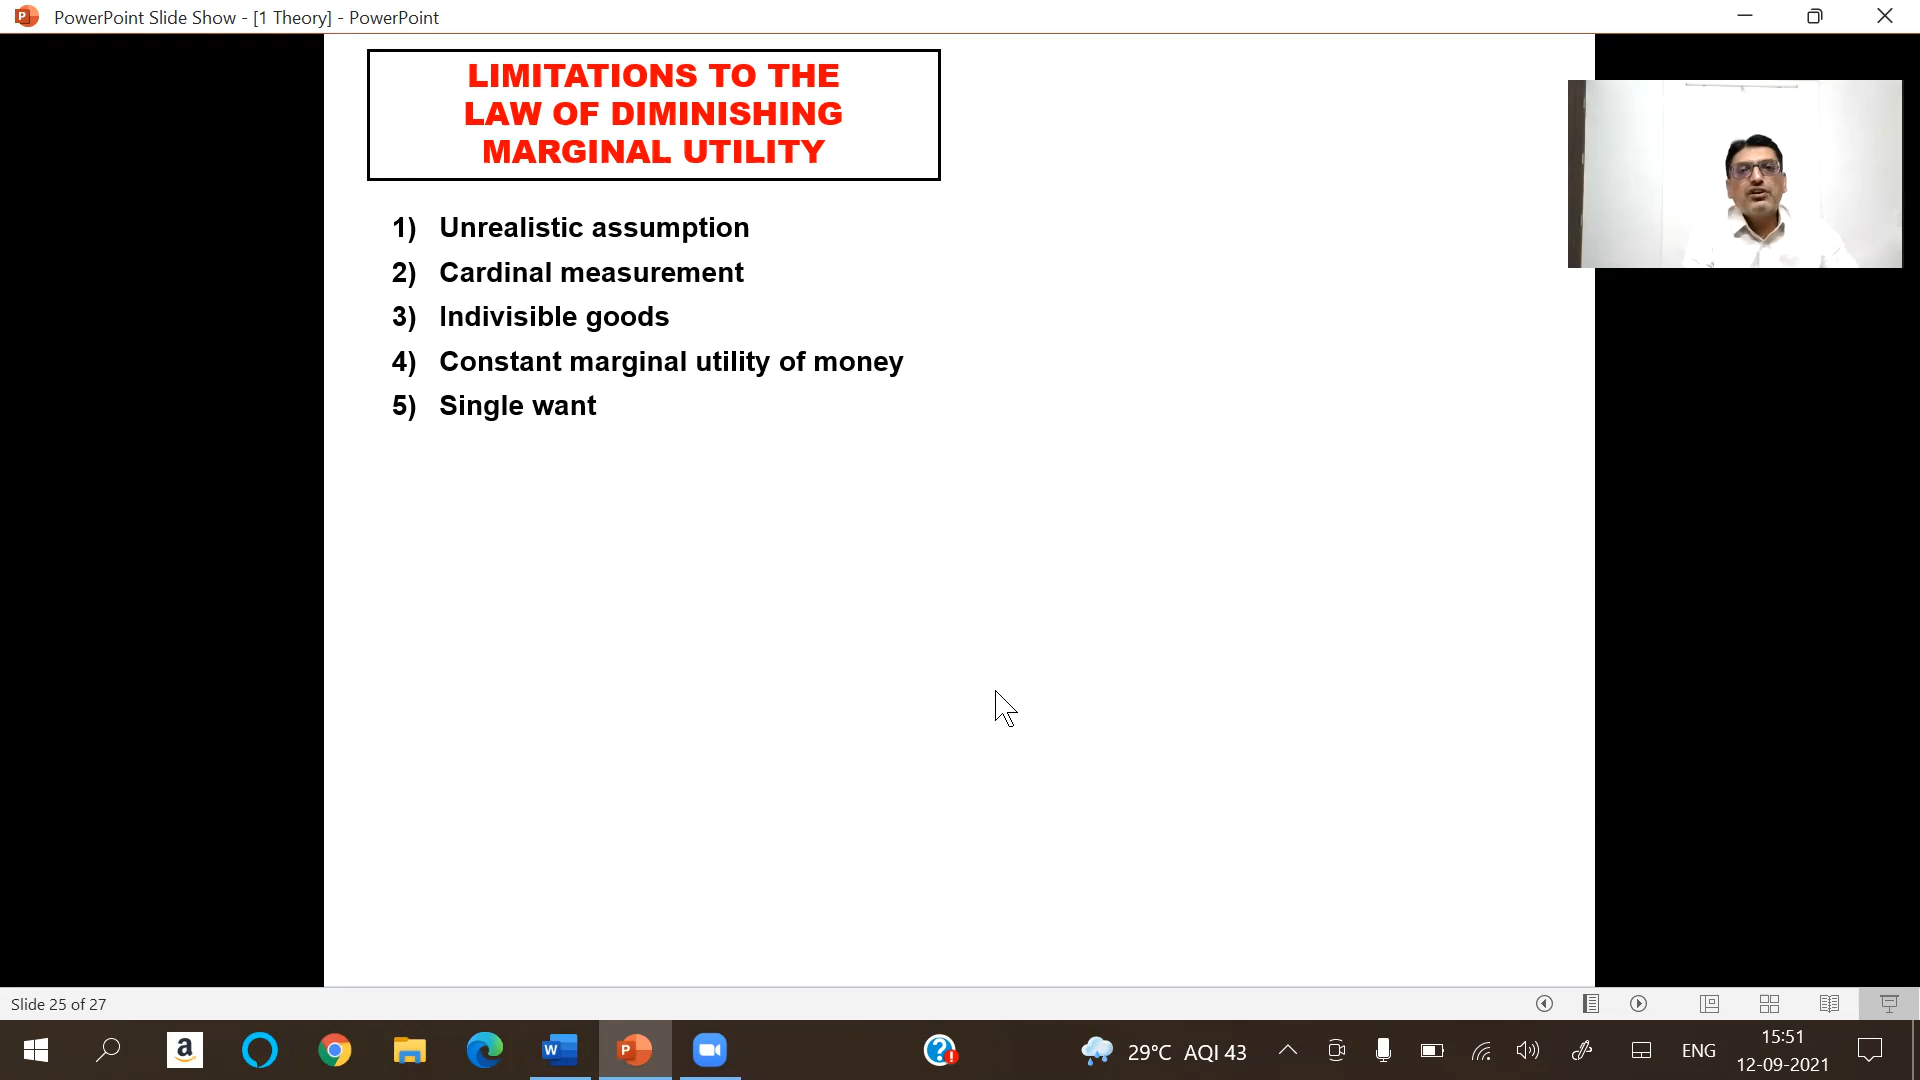 PowerPoint Slide Show - [1 Theory] - PowerPoint
LIMITATIONS TO THE
LAW OF DIMINISHING
MARGINAL UTILITY
1) Unrealistic assumption
2) Cardinal measurement
3) Indivisible goods
4) Constant marginal utility of money
5) Single want
Slide 25 of 27
29°C AQI 43
ENG
15:51
12-09-2021